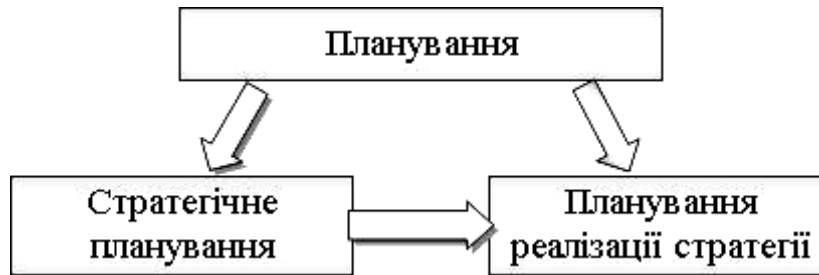 Планування
Стратегічне
планування
Планування
реалізації стратегії